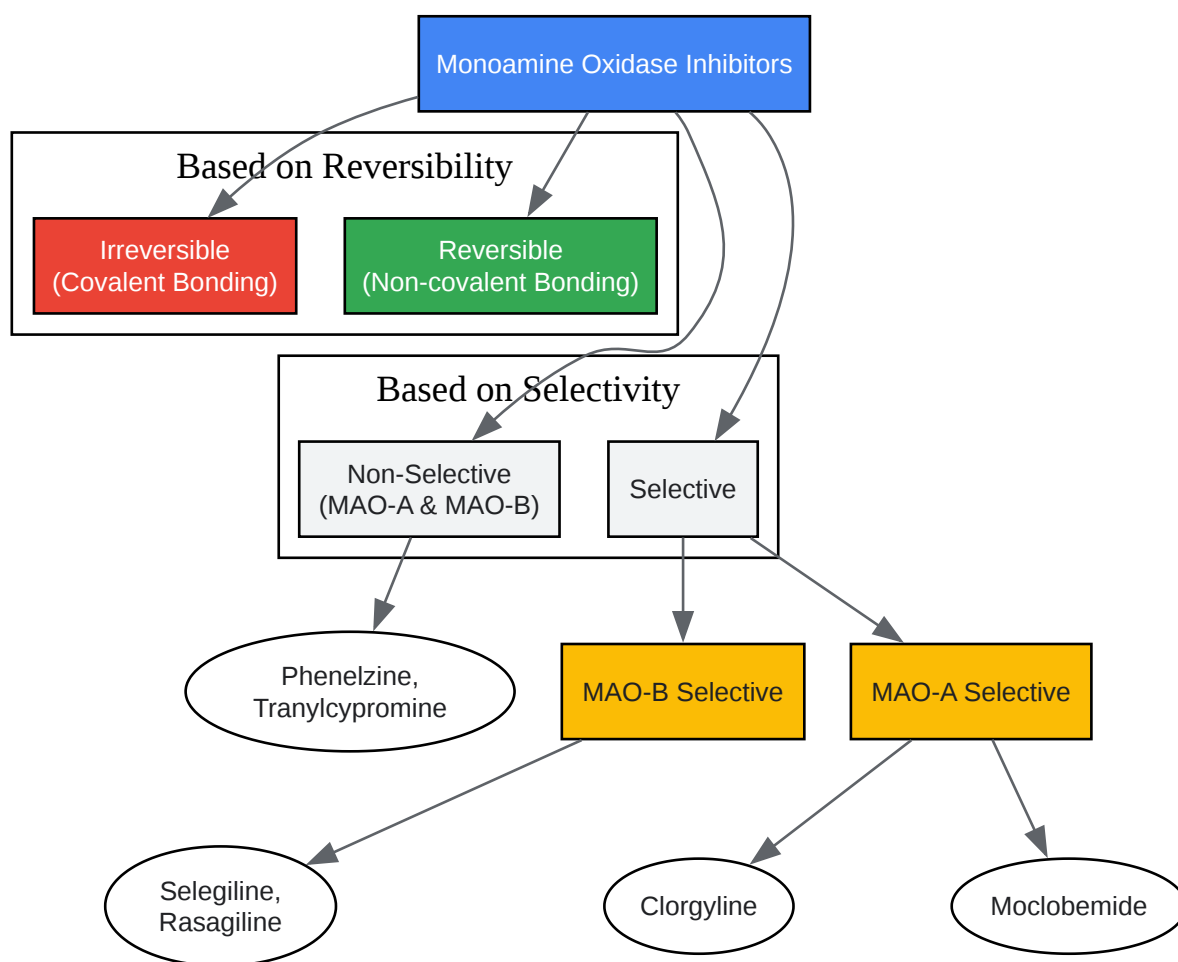 Monoamine Oxidase Inhibitors
Based on Reversibility
Irreversible
(Covalent Bonding)
Reversible
(Non-covalent Bonding)
Based on Selectivity
Non-Selective
(MAO-A & MAO-B)
Selective
Phenelzine,
Tranylcypromine
MAO-B Selective
MAO-A Selective
Selegiline,
Rasagiline
Clorgyline
Moclobemide